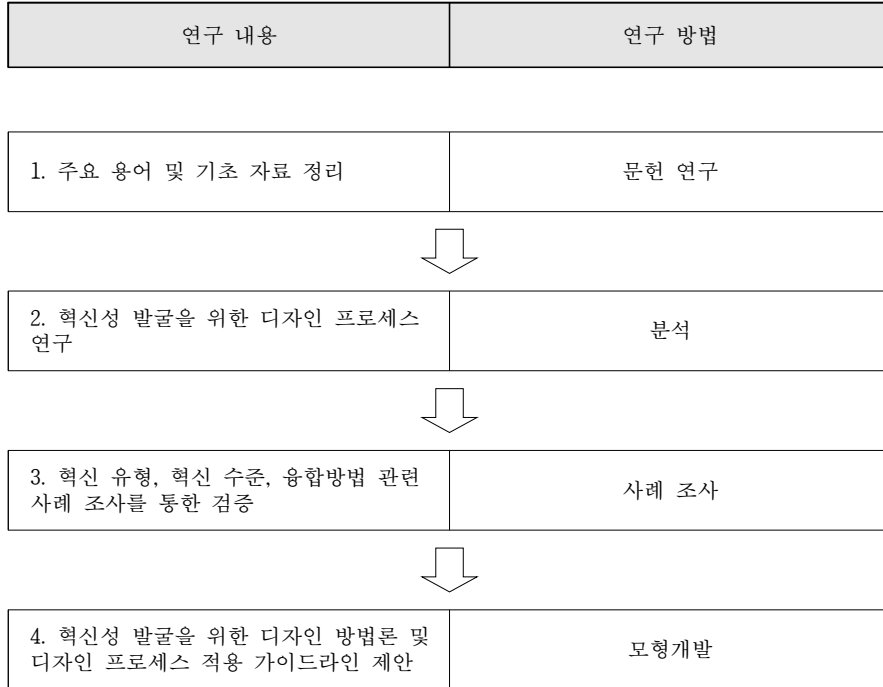 연구 내용
연구 방법
1. 주요 용어 및 기초 자료 정리
문헌 연구
2. 혁신성 발굴을 위한 디자인 프로세스
연구
분석
3. 혁신 유형, 혁신 수준, 융합방법 관련
사례 조사를 통한 검증
사례 조사
4. 혁신성 발굴을 위한 디자인 방법론 및
디자인 프로세스 적용 가이드라인 제안
모형개발